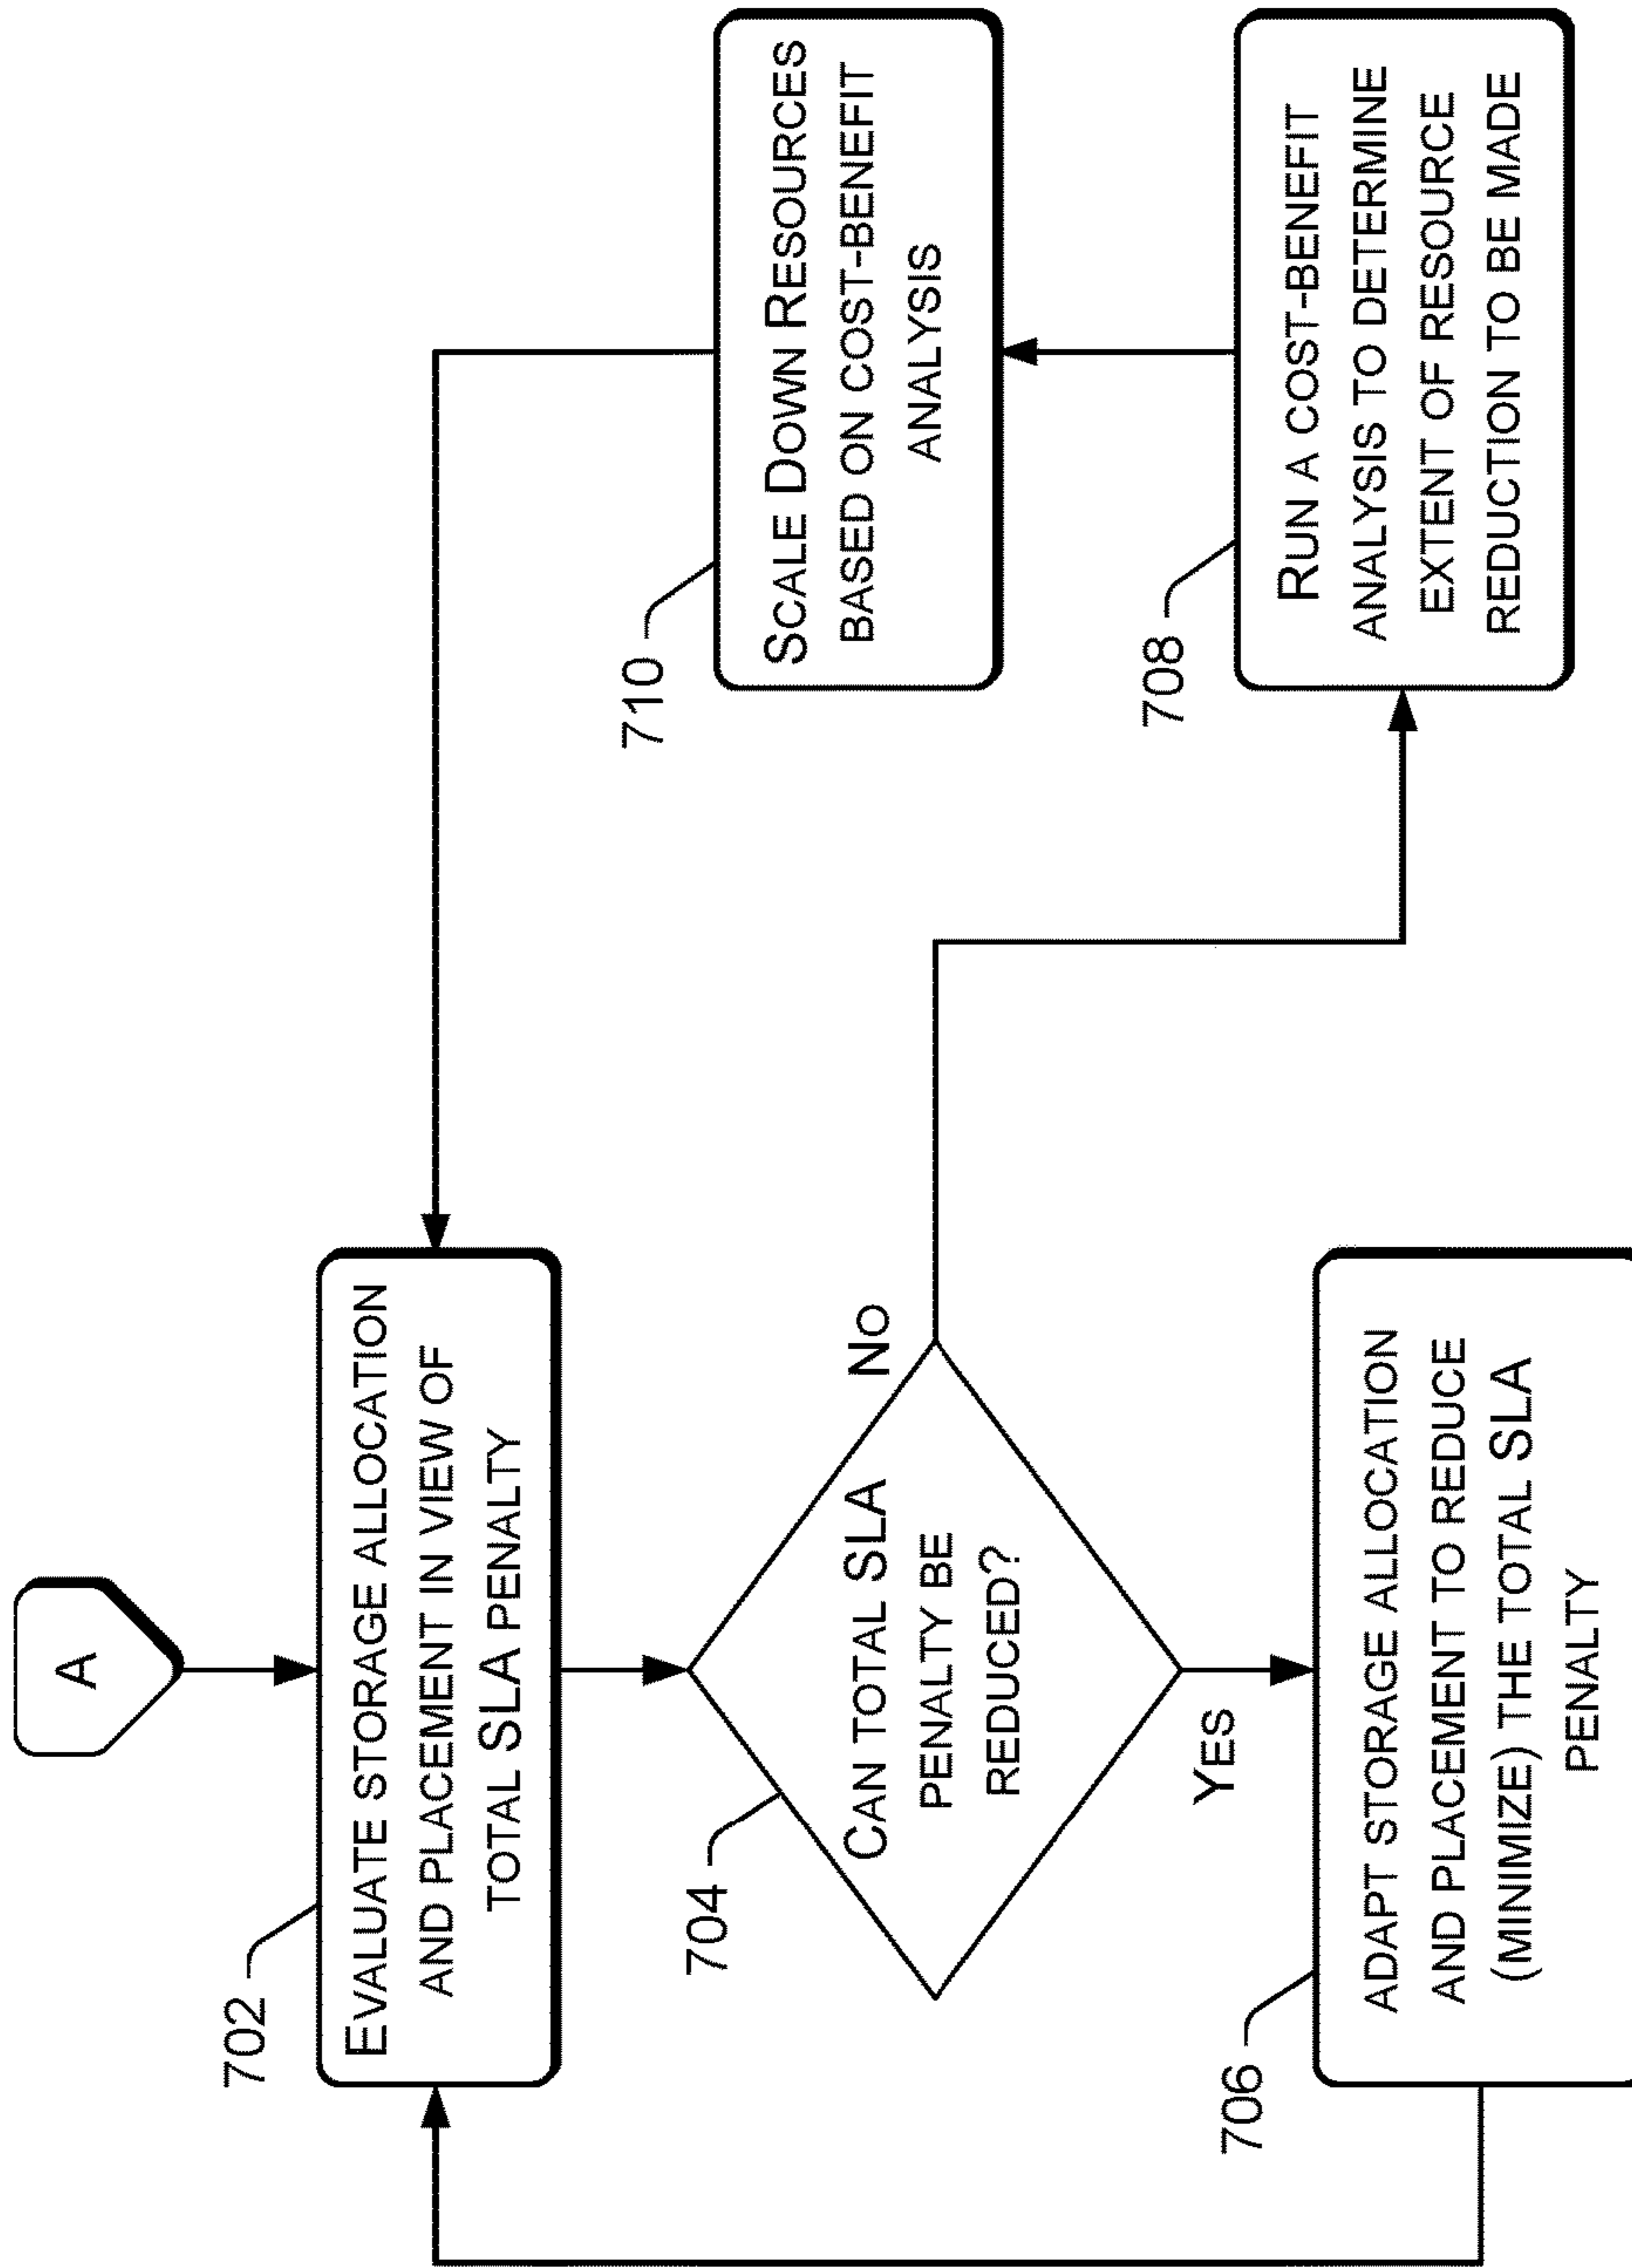 A
702
EVALUATE STORAGE ALLOCATION
AND PLACEMENT IN VIEW OF
TOTAL SLA PENALTY
704
CAN TOTAL SLA
PENALTY BE
REDUCED?
NO
YES
706
ADAPT STORAGE ALLOCATION
AND PLACEMENT TO REDUCE
(MINIMIZE) THE TOTAL SLA
PENALTY
710
SCALE DOWN RESOURCES
BASED ON COST-BENEFIT
ANALYSIS
708
RUN A COST-BENEFIT
ANALYSIS TO DETERMINE
EXTENT OF RESOURCE
REDUCTION TO BE MADE